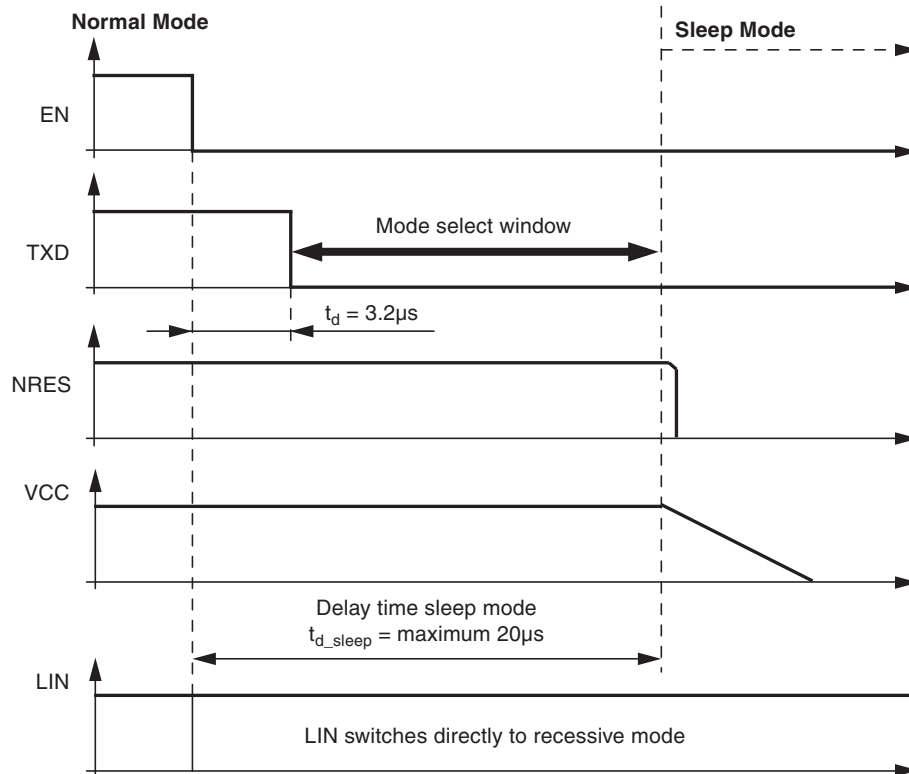 Normal Mode
Sleep Mode
EN
TXD
Mode select window
t_d = 3.2µs
NRES
VCC
Delay time sleep mode
t_d_sleep = maximum 20µs
LIN
LIN switches directly to recessive mode